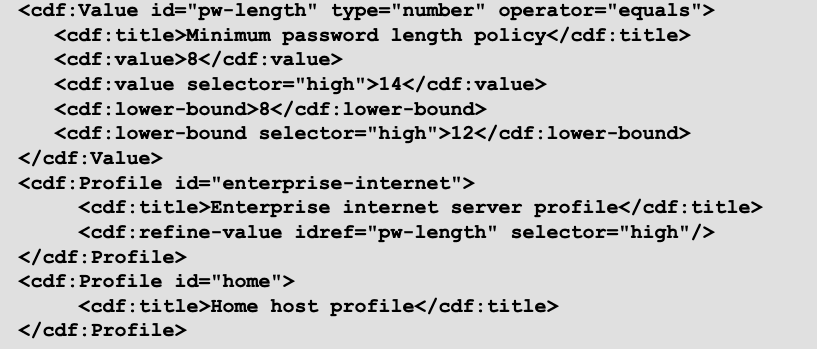 <cdf:Value id="pw-length" type="number" operator="equals">
<cdf:title>Minimum password length policy</cdf:title>
<cdf:value>8</cdf:value>
<cdf:value selector="high">14</cdf:value>
<cdf:lower-bound>8</cdf:lower-bound>
<cdf:lower-bound selector="high">12</cdf:lower-bound>
</cdf:Value>
<cdf:Profile id="enterprise-internet">
<cdf:title>Enterprise internet server profile</cdf:title>
<cdf:refine-value idref="pw-length" selector="high"/>
</cdf:Profile>
<cdf:Profile id="home">
<cdf:title>Home host profile</cdf:title>
</cdf:Profile>